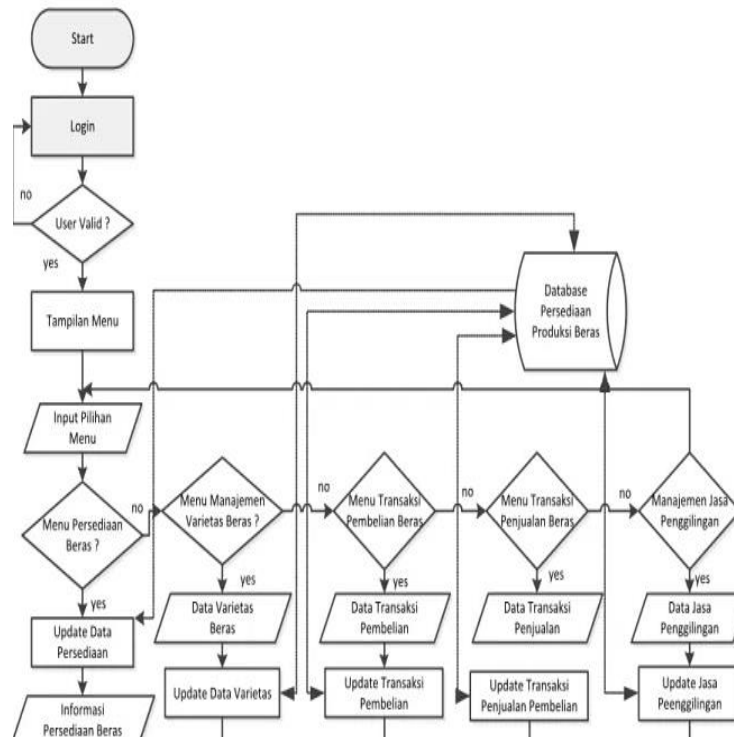 Start
Login
no
User Valid ?
yes
Tampilan Menu
Database
Persediaan
Produksi Beras
Input Pilihan
Menu
Menu Persediaan
Beras ?
no
Menu Manajemen
Varietas Beras ?
no
Menu Transaksi
Pembelian Beras
no
Menu Transaksi
Penjualan Beras
no
Manajemen Jasa
Penggilingan
yes
yes
yes
yes
yes
Data Varietas
Beras
Data Transaksi
Pembelian
Data Transaksi
Penjualan
Data Jasa
Penggilingan
Update Data
Persediaan
Update Data Varietas
Update Transaksi
Pembelian
Update Transaksi
Penjualan Pembelian
Update Jasa
Peenggilingan
Informasi
Persediaan Beras